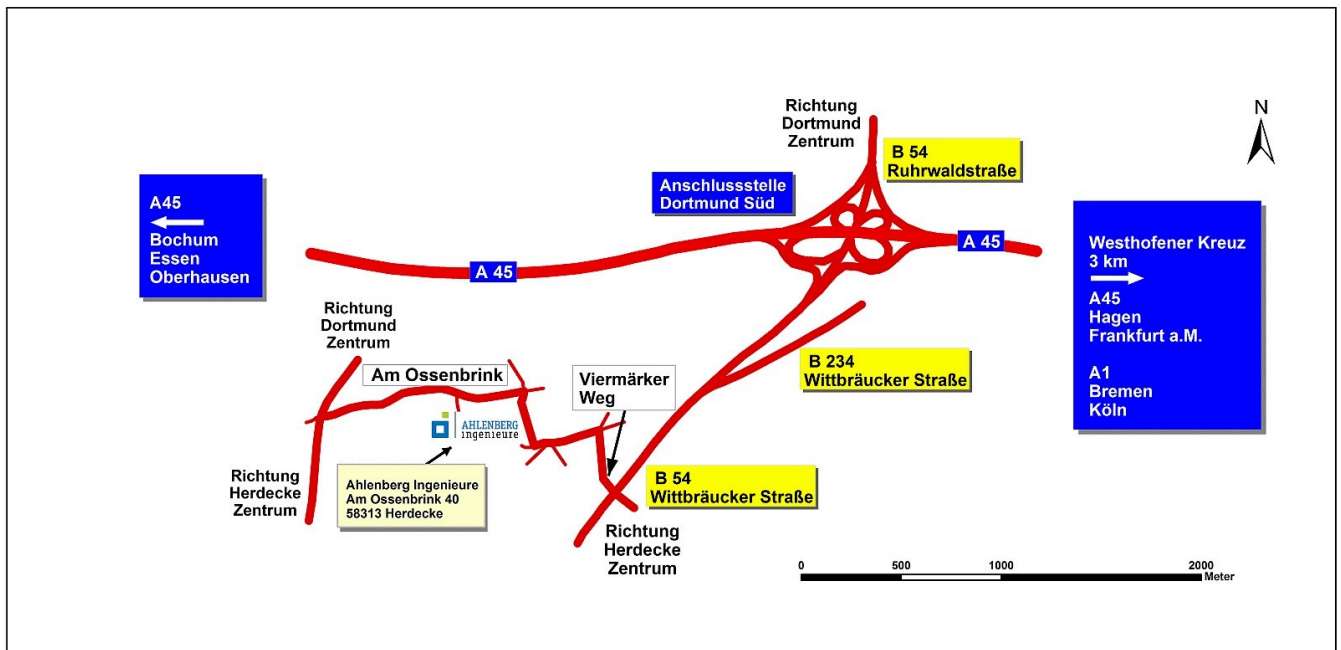 Richtung
Dortmund
Zentrum
N
B 54
Ruhrwaldstraße
Anschlussstelle
Dortmund Süd
A45
Bochum
Essen
Oberhausen
A 45
A 45
Westhofener Kreuz
3 km
A45
Hagen
Frankfurt a.M.
A1
Bremen
Köln
Richtung
Dortmund
Zentrum
B 234
Wittbräucker Straße
Am Ossenbrink
Viermärker
Weg
AHLENBERG
ingenieure
Richtung
Herdecke
Zentrum
Ahlenberg Ingenieure
Am Ossenbrink 40
58313 Herdecke
B 54
Wittbräucker Straße
Richtung
Herdecke
Zentrum
0 500 1000 2000
Meter